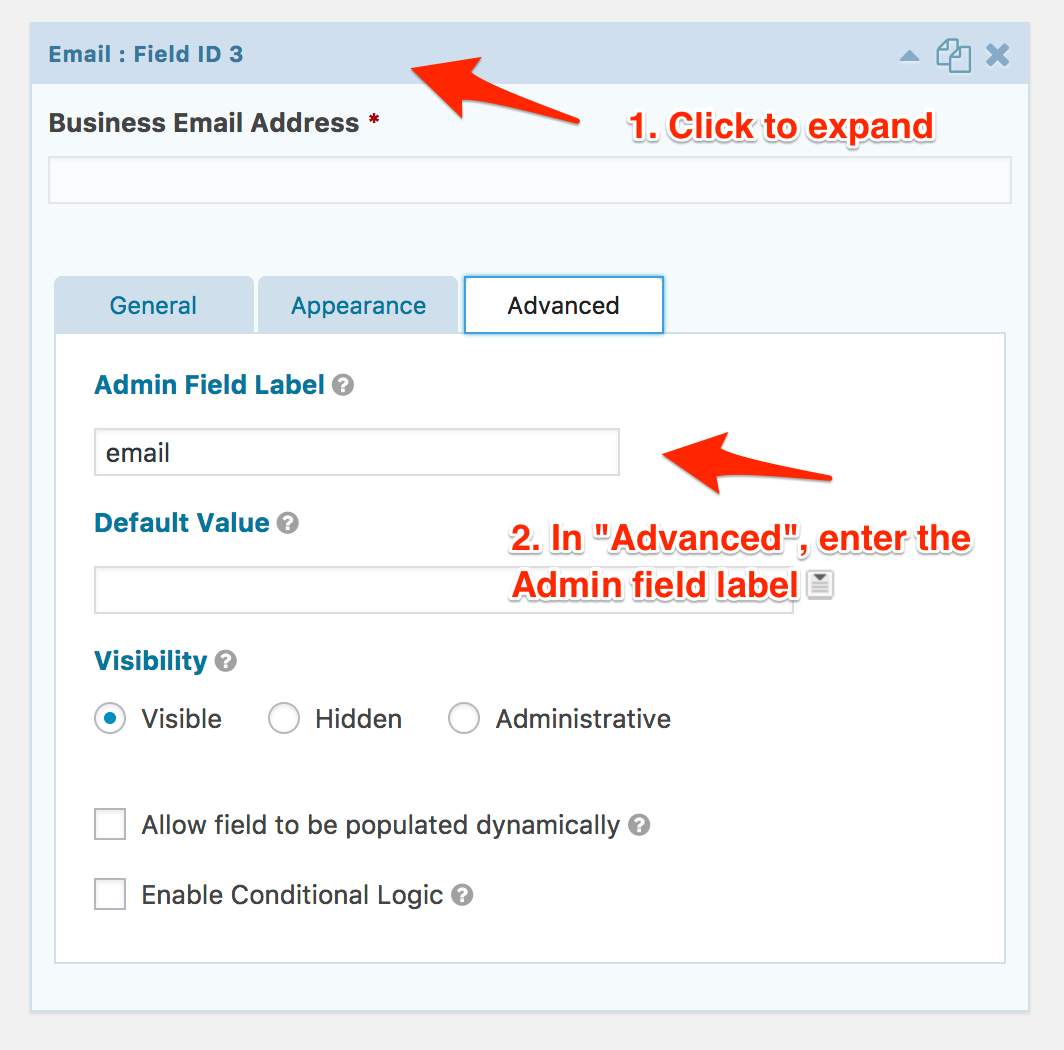 Email : Field ID 3
Business Email Address *
1. Click to expand
General
Appearance
Advanced
Admin Field Label ?
email
Default Value ?
2. In "Advanced", enter the
Admin field label
Visibility ?
Visible
Hidden
Administrative
Allow field to be populated dynamically ?
Enable Conditional Logic ?